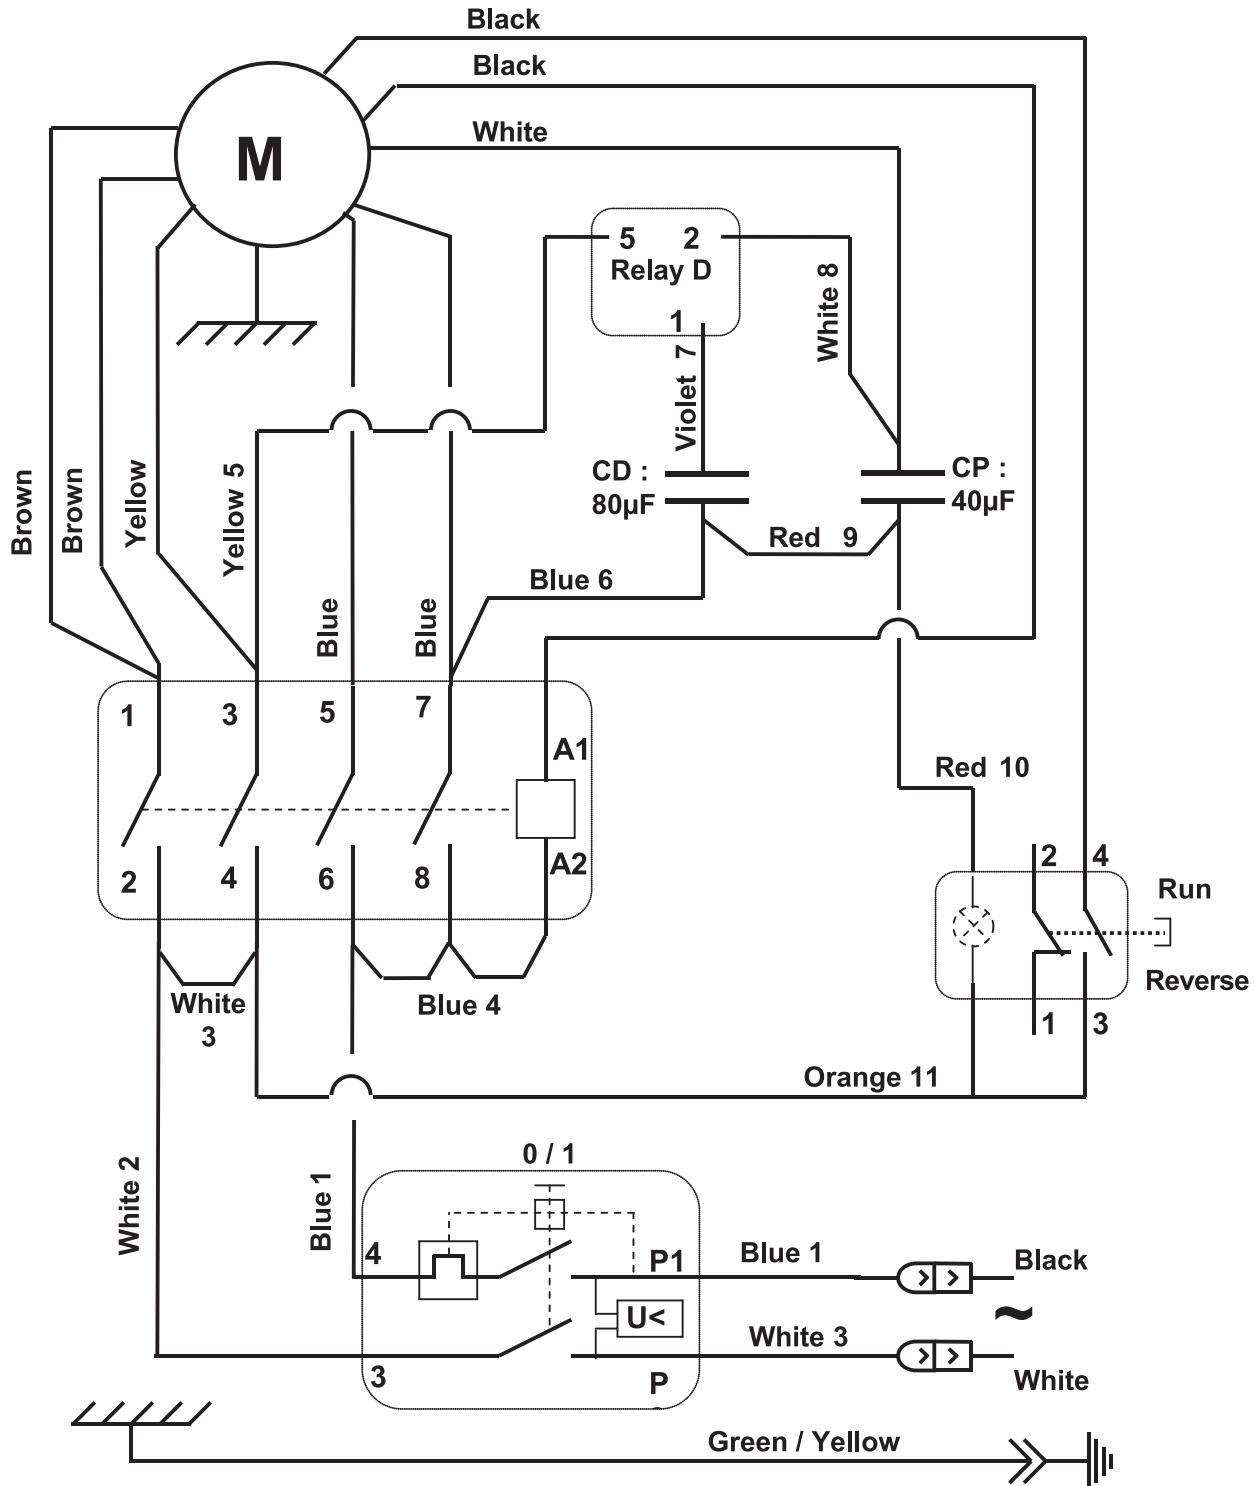 Black
Black
M
White
5 2
Relay D
1
White 8
Violet 7
Brown
Brown
Yellow
Yellow 5
CD :
80µF
CP :
40µF
Red 9
Blue 6
Blue
Blue
1 3 5 7
A1
A2
2 4 6 8
Red 10
2 4
Run
Reverse
1 3
White
3
Blue 4
Orange 11
White 2
Blue 1
0 / 1
4
P1
Blue 1
Black
U<
~
White 3
3
P
White
Green / Yellow